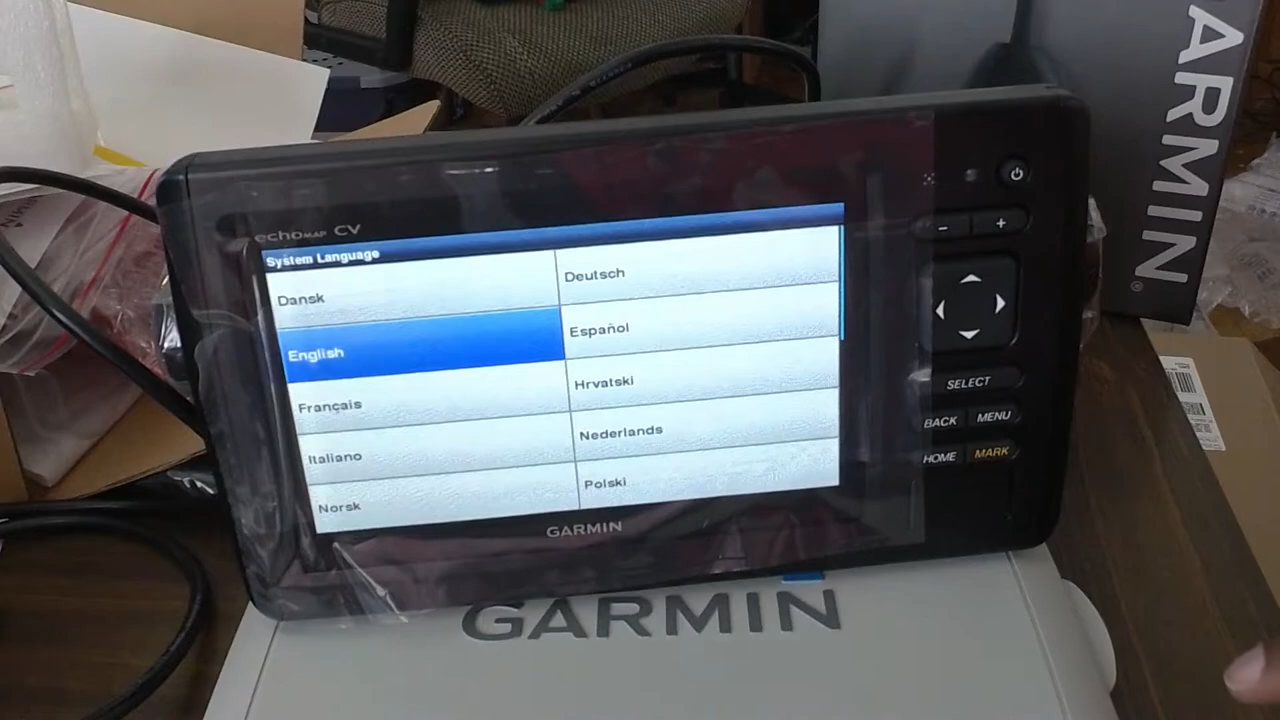 GARMIN
echoMAP CV
System Language
Dansk
Deutsch
English
Español
Français
Hrvatski
Italiano
Nederlands
Norsk
Polski
GARMIN
- +
SELECT
BACK MENU
HOME MARK
GARMIN